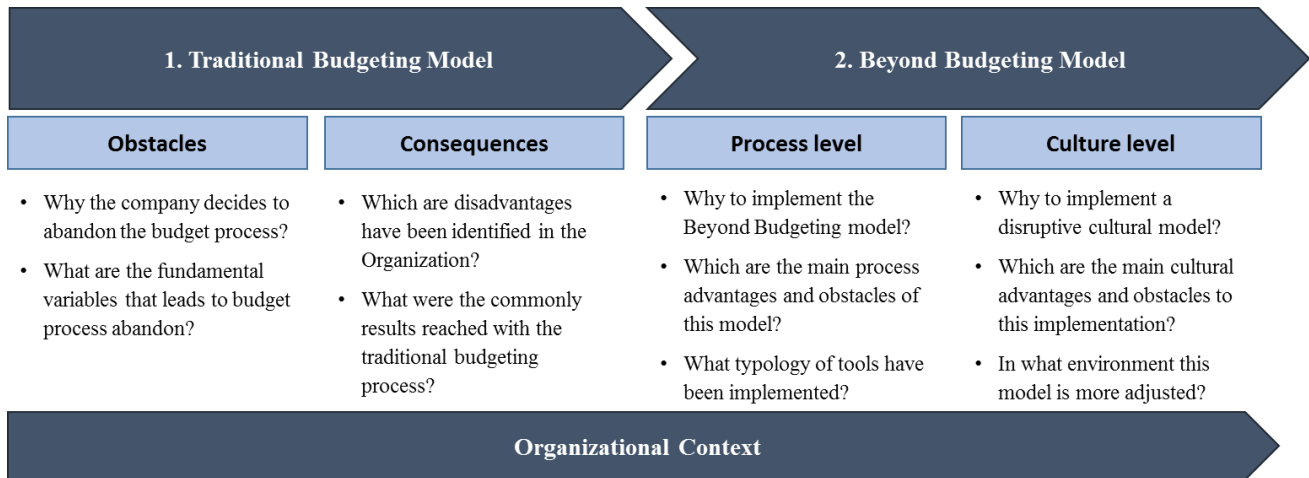 1. Traditional Budgeting Model
2. Beyond Budgeting Model
Obstacles
Consequences
Process level
Culture level
• Why the company decides to
abandon the budget process?
• What are the fundamental
variables that leads to budget
process abandon?
• Which are disadvantages
have been identified in the
Organization?
• What were the commonly
results reached with the
traditional budgeting
process?
• Why to implement the
Beyond Budgeting model?
• Which are the main process
advantages and obstacles of
this model?
• What typology of tools have
been implemented?
• Why to implement a
disruptive cultural model?
• Which are the main cultural
advantages and obstacles to
this implementation?
• In what environment this
model is more adjusted?
Organizational Context